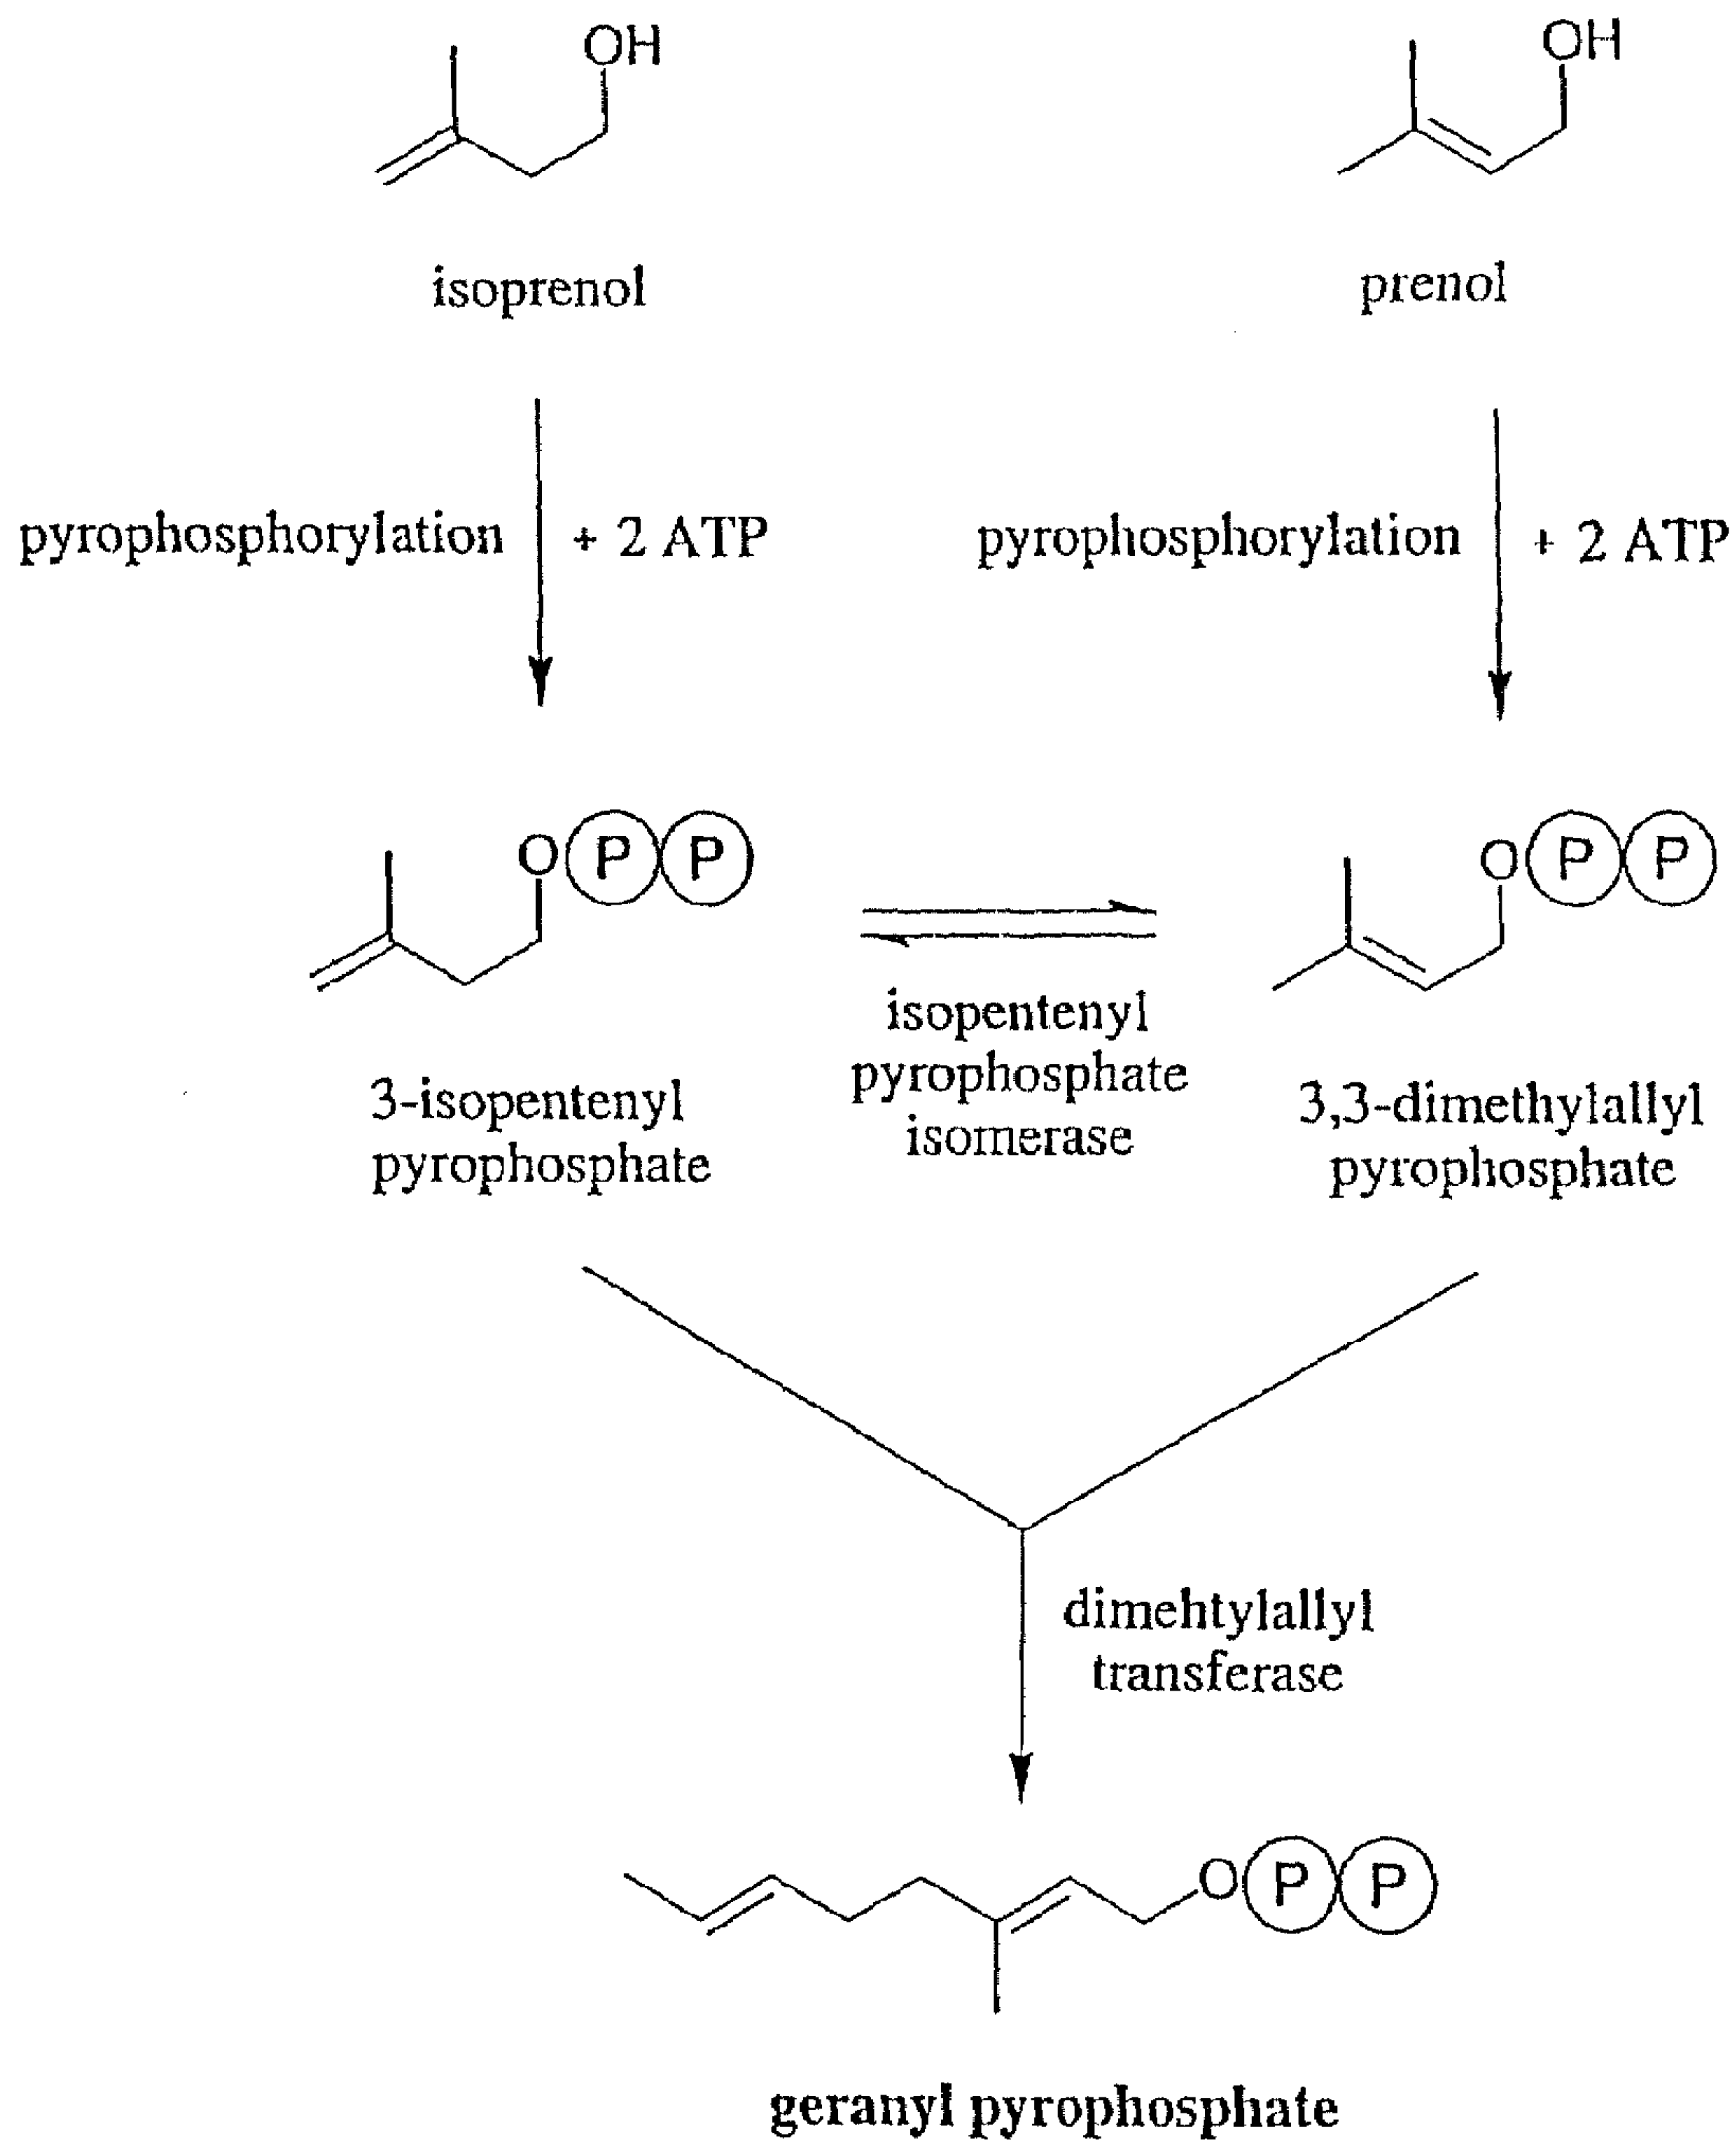 OH
OH
isoprenol
prenol
pyrophosphorylation
+ 2 ATP
pyrophosphorylation
+ 2 ATP
O P P
O P P
isopentenyl
pyrophosphate
isomerase
3-isopentenyl
pyrophosphate
3,3-dimethylallyl
pyrophosphate
dimehtylallyl
transferase
O P P
geranyl pyrophosphate